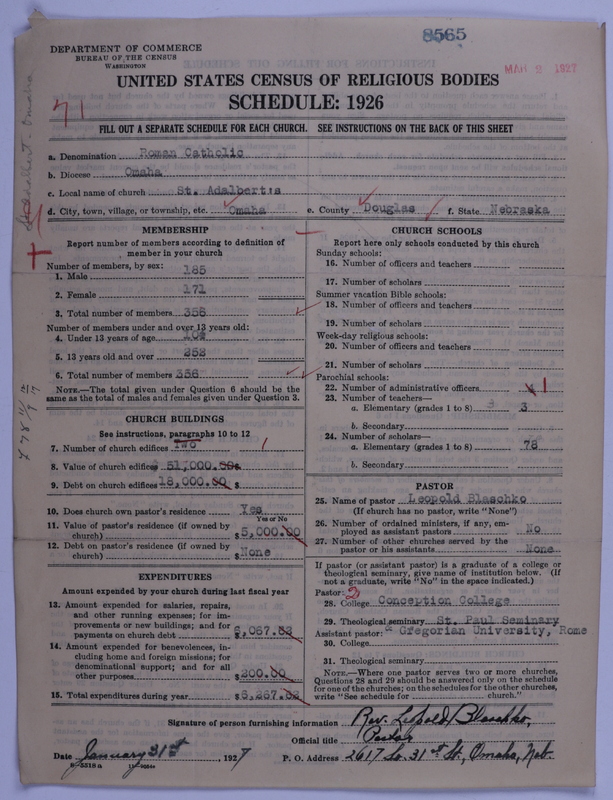 8565
DEPARTMENT OF COMMERCE
BUREAU OF THE CENSUS
WASHINGTON
MAR 2 1927
UNITED STATES CENSUS OF RELIGIOUS BODIES
SCHEDULE: 1926
71
FILL OUT A SEPARATE SCHEDULE FOR EACH CHURCH. SEE INSTRUCTIONS ON THE BACK OF THIS SHEET
St. Adalbert Omaha
a. Denomination Roman Catholic
b. Diocese Omaha
c. Local name of church St. Adalbert's
d. City, town, village, or township, etc. Omaha e. County Douglas f. State Nebraska
MEMBERSHIP
Report number of members according to definition of member in your church
Number of members, by sex:
1. Male 185
2. Female 171
3. Total number of members 356
Number of members under and over 13 years old:
4. Under 13 years of age 104
5. 13 years old and over 252
6. Total number of members 356
NOTE.—The total given under Question 6 should be the same as the total of males and females given under Question 3.
CHURCH BUILDINGS
See instructions, paragraphs 10 to 12
7. Number of church edifices Two 1
8. Value of church edifices $ 51,000.00
9. Debt on church edifices 18,000.00 $
10. Does church own pastor's residence Yes
Yes or No
11. Value of pastor's residence (if owned by church) $ 5,000.00
12. Debt on pastor's residence (if owned by church) $ None
EXPENDITURES
Amount expended by your church during last fiscal year
13. Amount expended for salaries, repairs, and other running expenses; for improvements or new buildings; and for payments on church debt $ 6,067.
14. Amount expended for benevolences, including home and foreign missions; for denominational support; and for all other purposes $ 200.00
15. Total expenditures during year $ 6,267.
CHURCH SCHOOLS
Report here only schools conducted by this church
Sunday schools:
16. Number of officers and teachers
17. Number of scholars
Summer vacation Bible schools:
18. Number of officers and teachers
19. Number of scholars
Week-day religious schools:
20. Number of officers and teachers
21. Number of scholars
Parochial schools:
22. Number of administrative officers 1
23. Number of teachers—
a. Elementary (grades 1 to 8) 3
b. Secondary
24. Number of scholars—
a. Elementary (grades 1 to 8) 78
b. Secondary
PASTOR
25. Name of pastor Leopold Blaschko
(If church has no pastor, write "None")
26. Number of ordained ministers, if any, employed as assistant pastors No
27. Number of other churches served by the pastor or his assistants None
If pastor (or assistant pastor) is a graduate of a college or theological seminary, give name of institution below. (If not a graduate, write "No" in the space indicated.)
Pastor: 2
28. College Conception College
29. Theological seminary St. Paul Seminary
Assistant pastor: & Gregorian University, Rome
30. College
31. Theological seminary
NOTE.—Where one pastor serves two or more churches, Questions 28 and 29 should be answered only on the schedule for one of the churches; on the schedules for the other churches, write "See schedule for church."
Signature of person furnishing information Rev. Leopold Blaschko,
Official title Pastor
Date January 31st, 1927 P. O. Address 2617 So. 31st St., Omaha, Neb.
8-5518 a